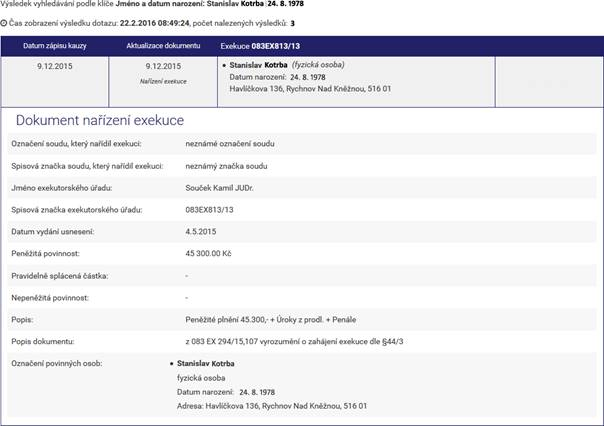 Výsledek vyhledávání podle klíče Jméno a datum narození: Stanislav Kotrba 24. 8. 1978
Čas zobrazení výsledku dotazu: 22.2.2016 08:49:24, počet nalezených výsledků: 3
Datum zápisu kauzy Aktualizace dokumentu Exekuce 083EX813/13
9.12.2015 9.12.2015 • Stanislav Kotrba (fyzická osoba)
Nařízení exekuce Datum narození: 24. 8. 1978
Havlíčkova 136, Rychnov Nad Kněžnou, 516 01
Dokument nařízení exekuce
Označení soudu, který nařídil exekuci: neznámé označení soudu
Spisová značka soudu, který nařídil exekuci: neznámý značka soudu
Jméno exekutorského úřadu: Souček Kamil JUDr.
Spisová značka exekutorského úřadu: 083EX813/13
Datum vydání usnesení: 4.5.2015
Peněžitá povinnost: 45 300.00 Kč
Pravidelně splácená částka: -
Nepeněžitá povinnost: -
Popis: Peněžité plnění 45.300,- + Úroky z prodl. + Penále
Popis dokumentu: z 083 EX 294/15,107 vyrozumění o zahájení exekuce dle §44/3
Označení povinných osob: • Stanislav Kotrba
fyzická osoba
Datum narození: 24. 8. 1978
Adresa: Havlíčkova 136, Rychnov Nad Kněžnou, 516 01